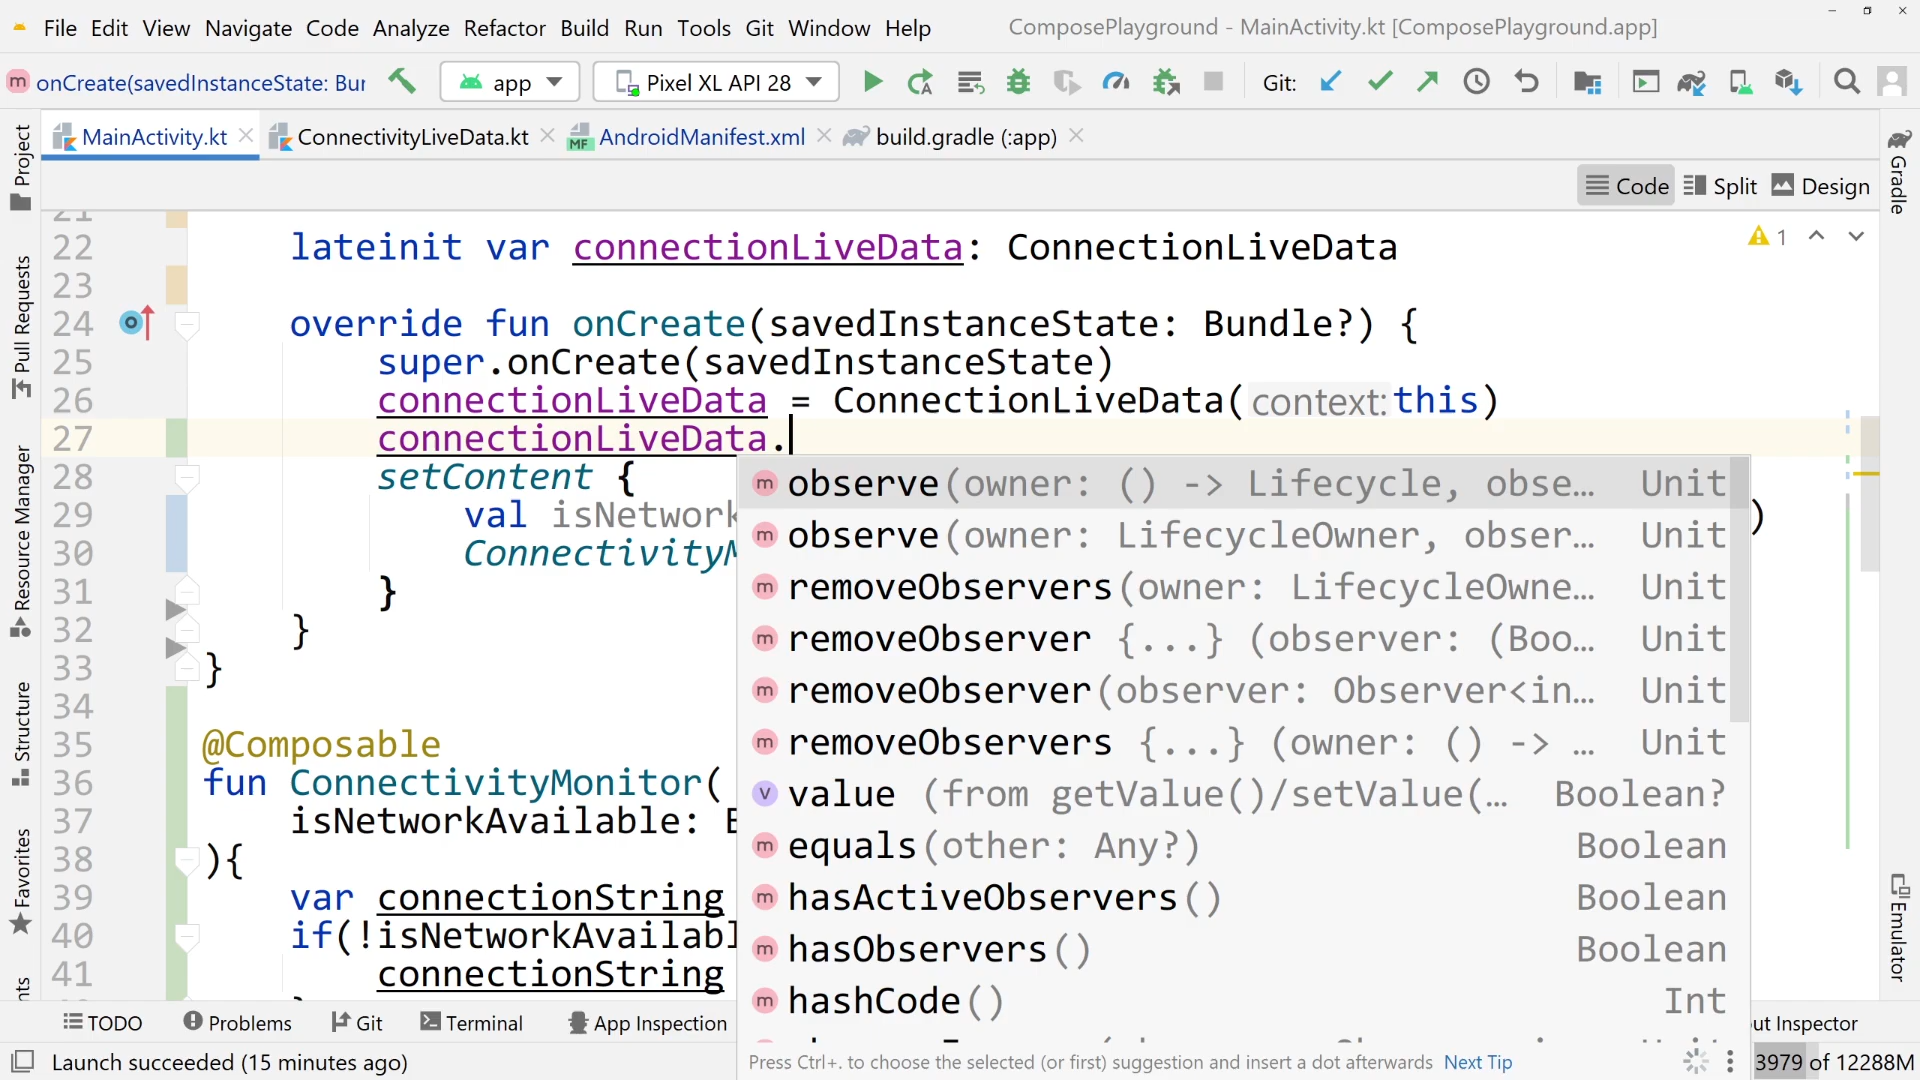 File Edit View Navigate Code Analyze Refactor Build Run Tools Git Window Help ComposePlayground - MainActivity.kt [ComposePlayground.app]
m onCreate(savedInstanceState: Bur app Pixel XL API 28 Git:
MainActivity.kt ConnectivityLiveData.kt MF AndroidManifest.xml build.gradle (:app)
Code Split Design
Project
Pull Requests
Resource Manager
Structure
Favorites
nts
Gradle
Emulator
21
22 lateinit var connectionLiveData: ConnectionLiveData 1
23
24 override fun onCreate(savedInstanceState: Bundle?) {
25 super.onCreate(savedInstanceState)
26 connectionLiveData = ConnectionLiveData( context: this)
27 connectionLiveData.
28 setContent {
29 val isNetwork )
30 ConnectivityM
31 }
32 }
33 }
34
35 @Composable
36 fun ConnectivityMonitor(
37 isNetworkAvailable: B
38 ){
39 var connectionString
40 if(!isNetworkAvailabl
41 connectionString
m observe(owner: () -> Lifecycle, obse… Unit
m observe(owner: LifecycleOwner, obser… Unit
m removeObservers(owner: LifecycleOwne… Unit
m removeObserver {...} (observer: (Boo… Unit
m removeObserver(observer: Observer<in… Unit
m removeObservers {...} (owner: () -> … Unit
v value (from getValue()/setValue(… Boolean?
m equals(other: Any?) Boolean
m hasActiveObservers() Boolean
m hasObservers() Boolean
m hashCode() Int
Press Ctrl+. to choose the selected (or first) suggestion and insert a dot afterwards Next Tip
TODO Problems Git Terminal App Inspection ut Inspector
Launch succeeded (15 minutes ago) 3979 of 12288M